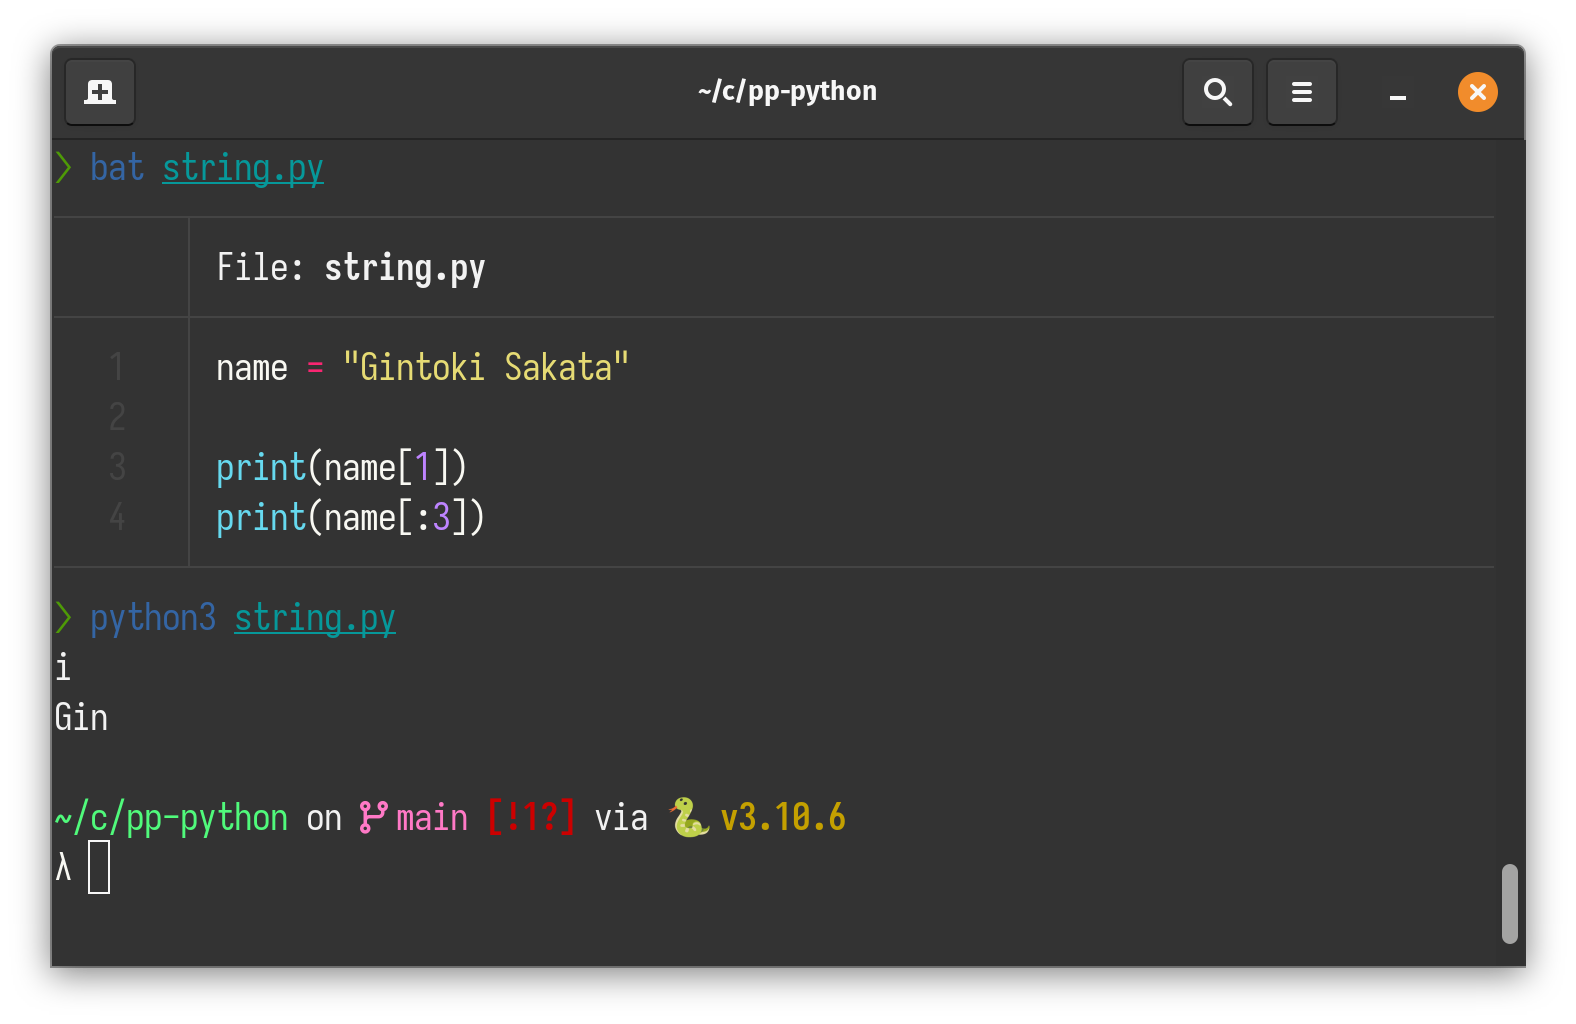 ~/c/pp-python
❯ bat string.py
File: string.py
1 name = "Gintoki Sakata"
2
3 print(name[1])
4 print(name[:3])
❯ python3 string.py
i
Gin
~/c/pp-python on main [!1?] via 🐍 v3.10.6
λ